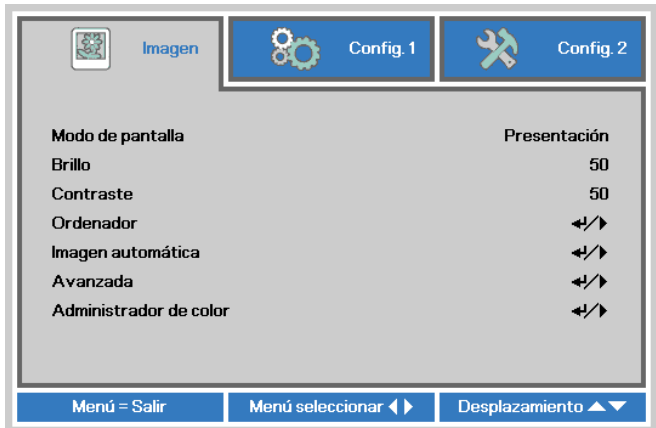 Imagen
Config. 1
Config. 2
Modo de pantalla Presentación
Brillo 50
Contraste 50
Ordenador ↵/▶
Imagen automática ↵/▶
Avanzada ↵/▶
Administrador de color ↵/▶
Menú = Salir
Menú seleccionar ◀▶
Desplazamiento ▲▼